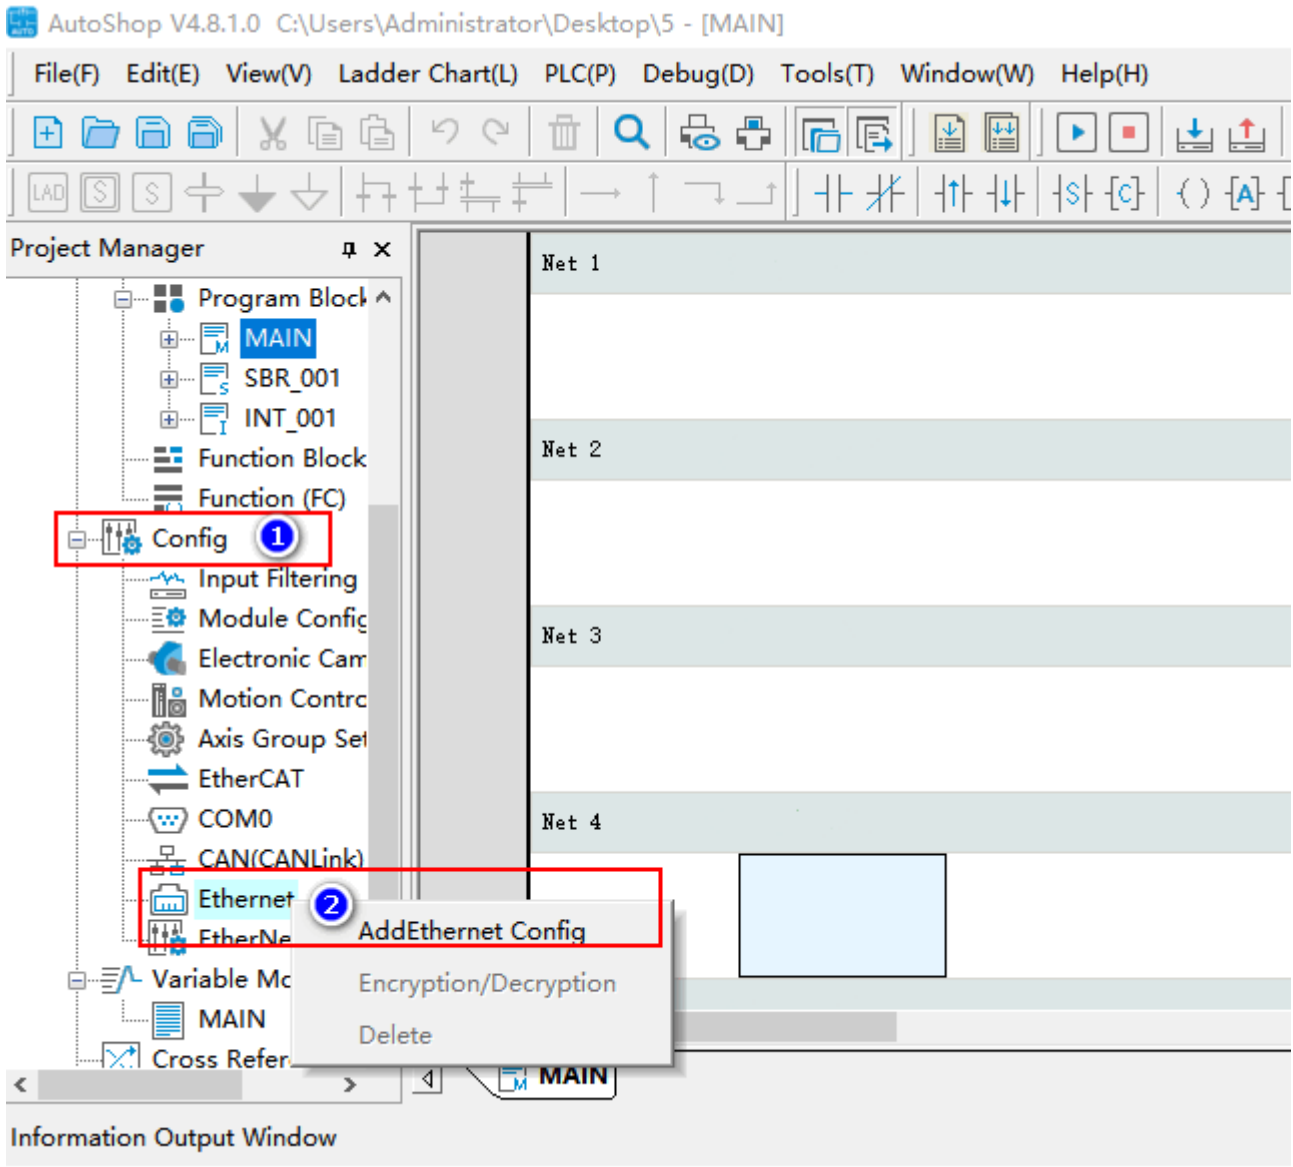 AutoShop V4.8.1.0 C:\Users\Administrator\Desktop\5 - [MAIN]
File(F) Edit(E) View(V) Ladder Chart(L) PLC(P) Debug(D) Tools(T) Window(W) Help(H)
LAD S S S C A
Project Manager
Net 1
Program Block
MAIN
SBR_001
INT_001
Net 2
Function Block
Function (FC)
Config 1
Input Filtering
Module Config
Net 3
Electronic Cam
Motion Contro
Axis Group Set
EtherCAT
COM0
Net 4
CAN(CANLink)
Ethernet 2
AddEthernet Config
EtherNe
Variable Mo
Encryption/Decryption
MAIN
Delete
Cross Refer
MAIN
Information Output Window